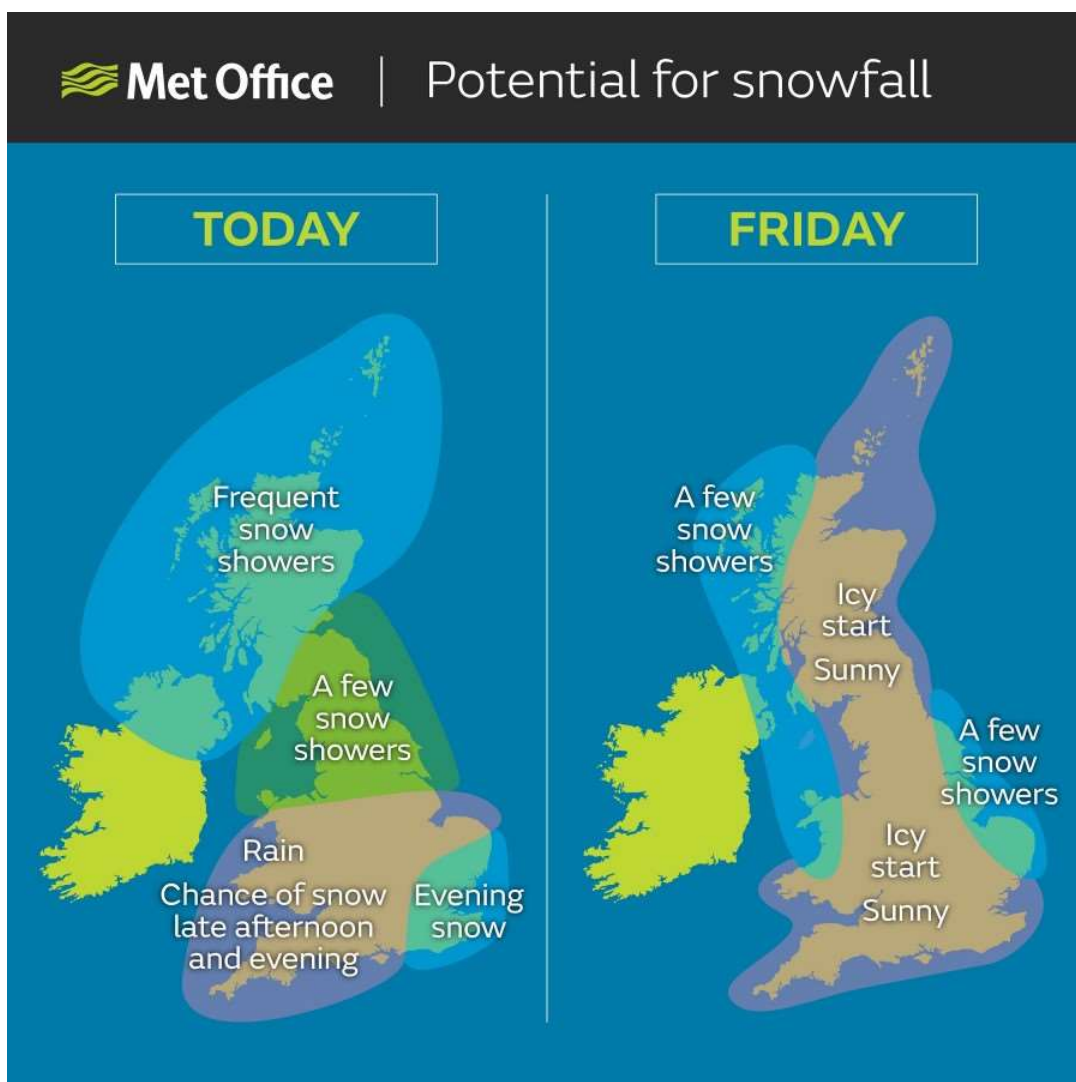 Met Office | Potential for snowfall
TODAY
Frequent
snow
showers
A few
snow
showers
Rain
Chance of snow
late afternoon
and evening
Evening
snow
FRIDAY
A few
snow
showers
Icy
start
Sunny
A few
snow
showers
Icy
start
Sunny